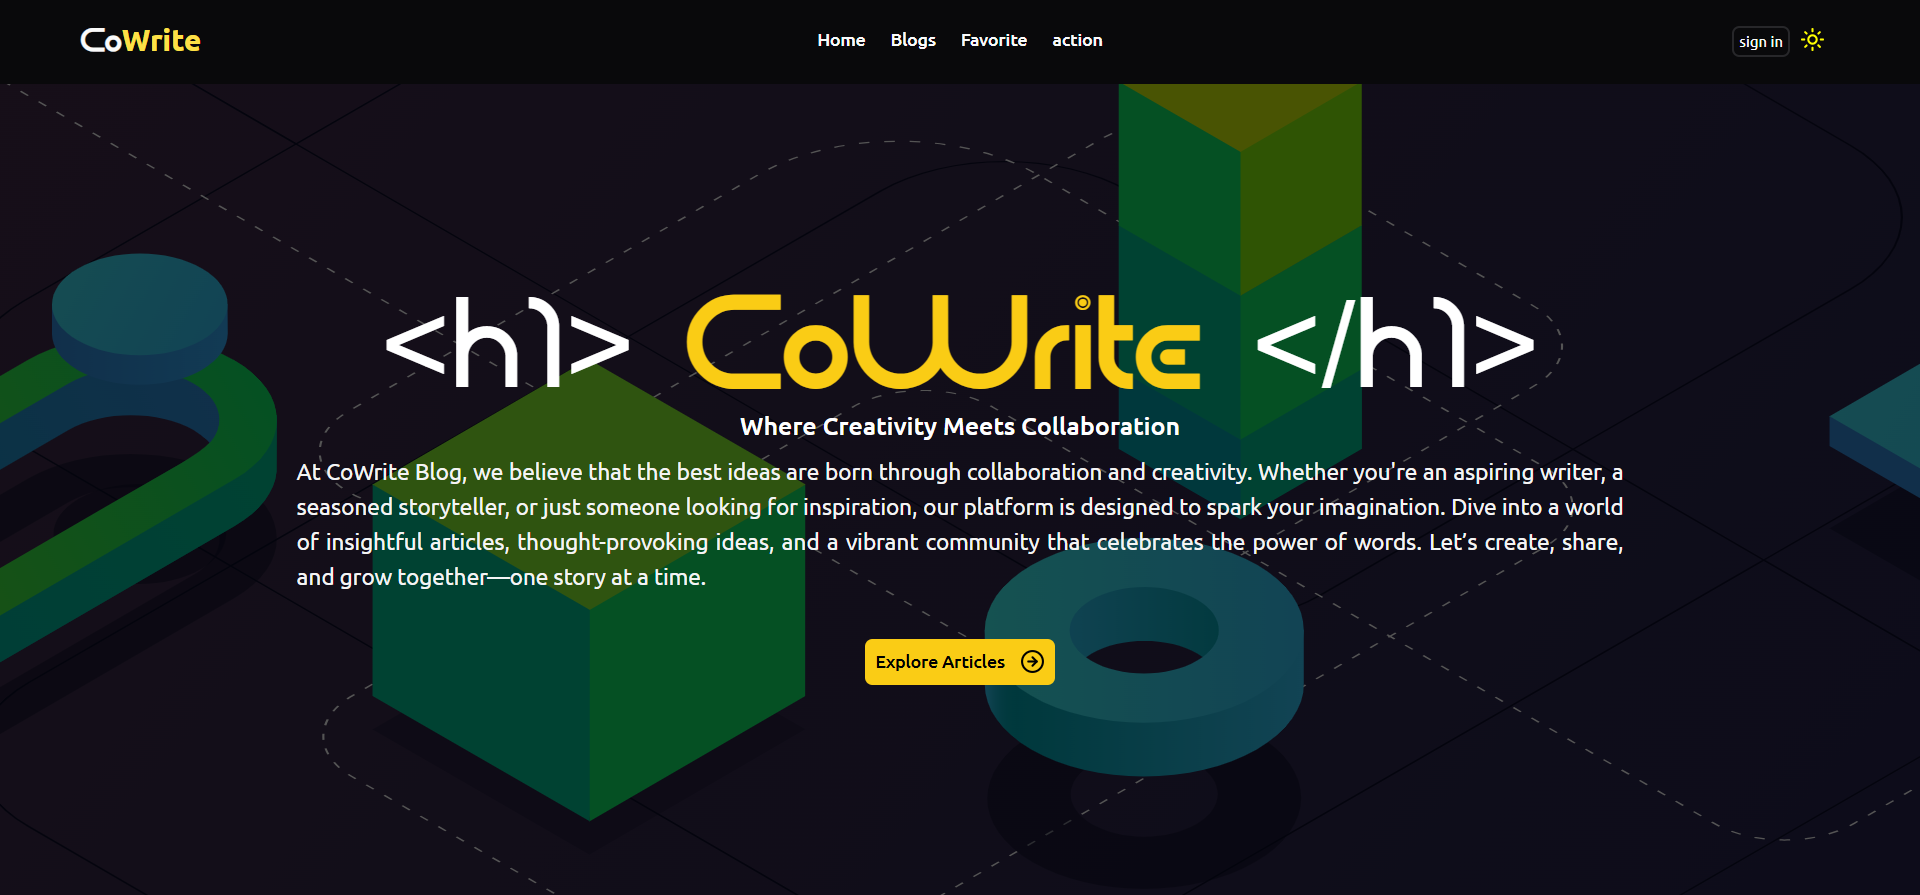 CoWrite
Home Blogs Favorite action
sign in
<h1> CoWrite </h1>
Where Creativity Meets Collaboration
At CoWrite Blog, we believe that the best ideas are born through collaboration and creativity. Whether you're an aspiring writer, a
seasoned storyteller, or just someone looking for inspiration, our platform is designed to spark your imagination. Dive into a world
of insightful articles, thought-provoking ideas, and a vibrant community that celebrates the power of words. Let's create, share,
and grow together—one story at a time.
Explore Articles